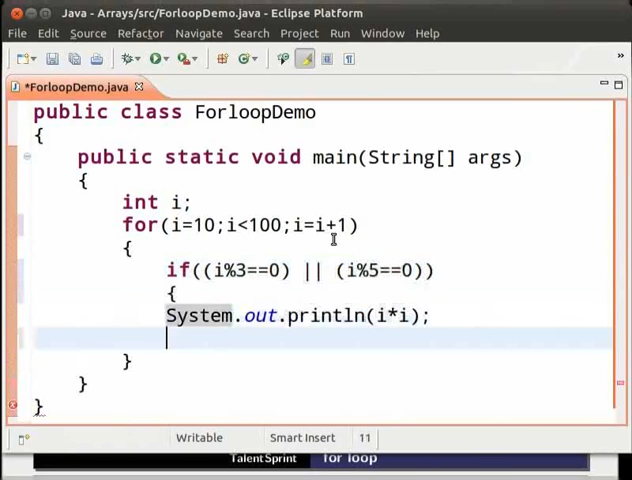 Java - Arrays/src/ForloopDemo.java - Eclipse Platform
File Edit Source Refactor Navigate Search Project Run Window Help
*ForloopDemo.java
public class ForloopDemo
{
public static void main(String[] args)
{
int i;
for(i=10;i<100;i=i+1)
{
if((i%3==0) || (i%5==0))
{
System.out.println(i*i);
}
}
}
Writable Smart Insert 11
TalentSprint for loop